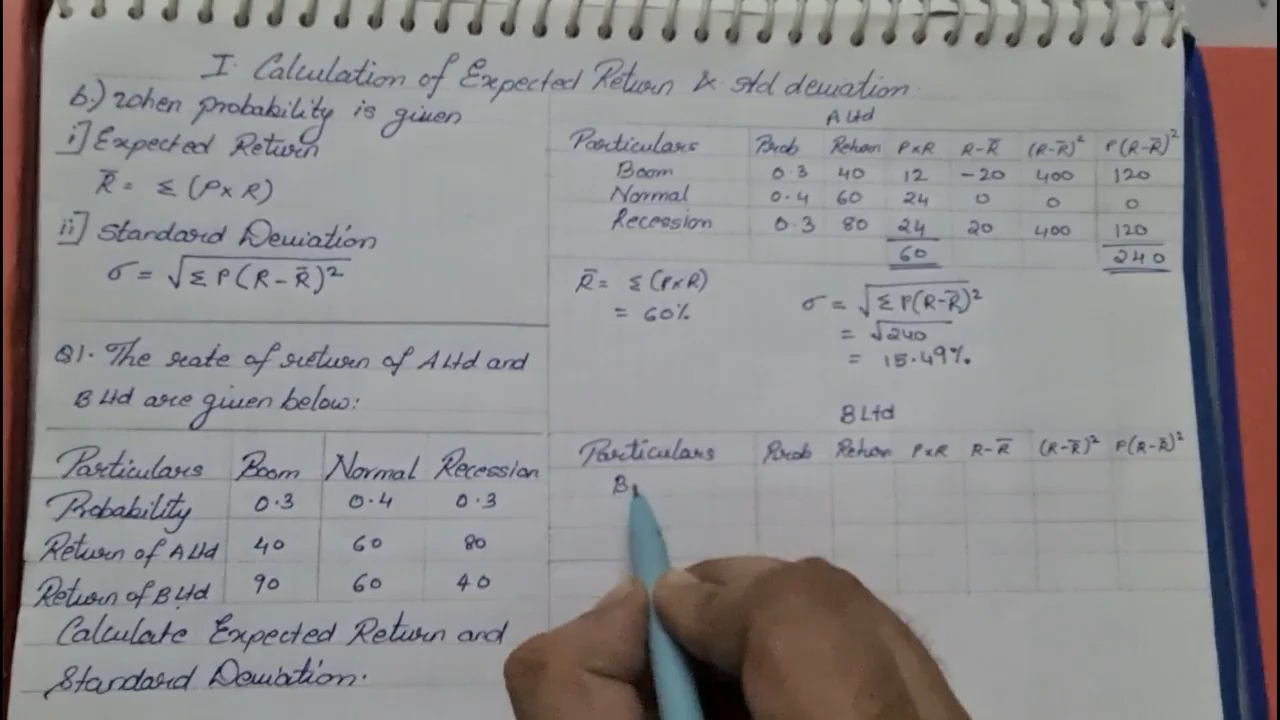 I. Calculation of Expected Return & Std deviation
b.) When probability is given
i] Expected Return
R̄ = Σ (P×R)
ii] Standard Deviation
σ = √Σ P(R-R̄)²
Q1. The rate of return of A Ltd and
B Ltd are given below:
Particulars Boom Normal Recession
Probability 0.3 0.4 0.3
Return of A Ltd 40 60 80
Return of B Ltd 90 60 40
Calculate Expected Return and
Standard Deviation.
A Ltd
Particulars Prob Return P×R R-R̄ (R-R̄)² P(R-R̄)²
Boom 0.3 40 12 -20 400 120
Normal 0.4 60 24 0 0 0
Recession 0.3 80 24 20 400 120
60 240
R̄ = Σ (P×R)
= 60%
σ = √Σ P(R-R̄)²
= √240
= 15.49%
B Ltd
Particulars Prob Return P×R R-R̄ (R-R̄)² P(R-R̄)²
B